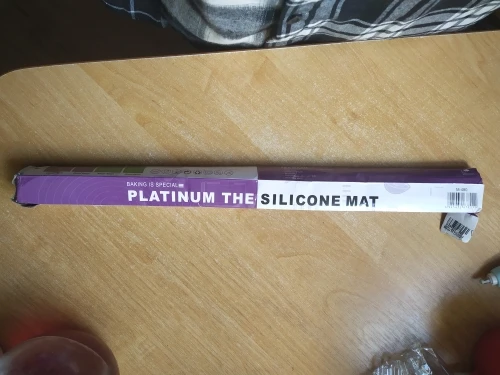 BAKING IS SPECIAL
PLATINUM THE SILICONE MAT